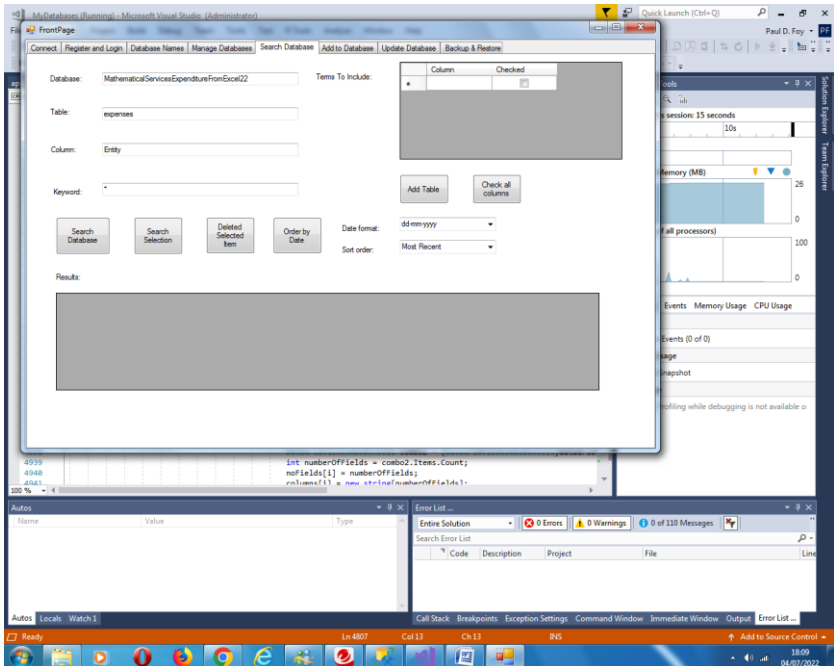 MyDatabases (Running) - Microsoft Visual Studio (Administrator)
Quick Launch (Ctrl+Q)
FrontPage
Paul D. Foy
PF
Connect Register and Login Database Names Manage Databases Search Database Add to Database Update Database Backup & Restore
Database: MathematicalServicesExpenditureFromExcel22
Terms To Include:
Column Checked
Table: expenses
Column: Entity
Keyword: *
Add Table
Check all
columns
Search
Database
Search
Selection
Deleted
Selected
Item
Order by
Date
Date format: dd-mm-yyyy
Sort order: Most Recent
Results:
Solution Explorer
Team Explorer
s session: 15 seconds
10s
Memory (MB)
26
0
f all processors)
100
0
Events Memory Usage CPU Usage
Events (0 of 0)
Snapshot
rofiling while debugging is not available o
4939 int numberOfFields = combo2.Items.Count;
4940 noFields[i] = numberOfFields;
4941 columns[i] = new string[numberOfFields];
100 %
Autos
Name Value Type
Error List ...
Entire Solution 0 Errors 0 Warnings 0 of 110 Messages
Search Error List
Code Description Project File Line
Autos Locals Watch 1
Call Stack Breakpoints Exception Settings Command Window Immediate Window Output Error List ...
Ready Ln 4807 Col 13 Ch 13 INS Add to Source Control
18:09
04/07/2022